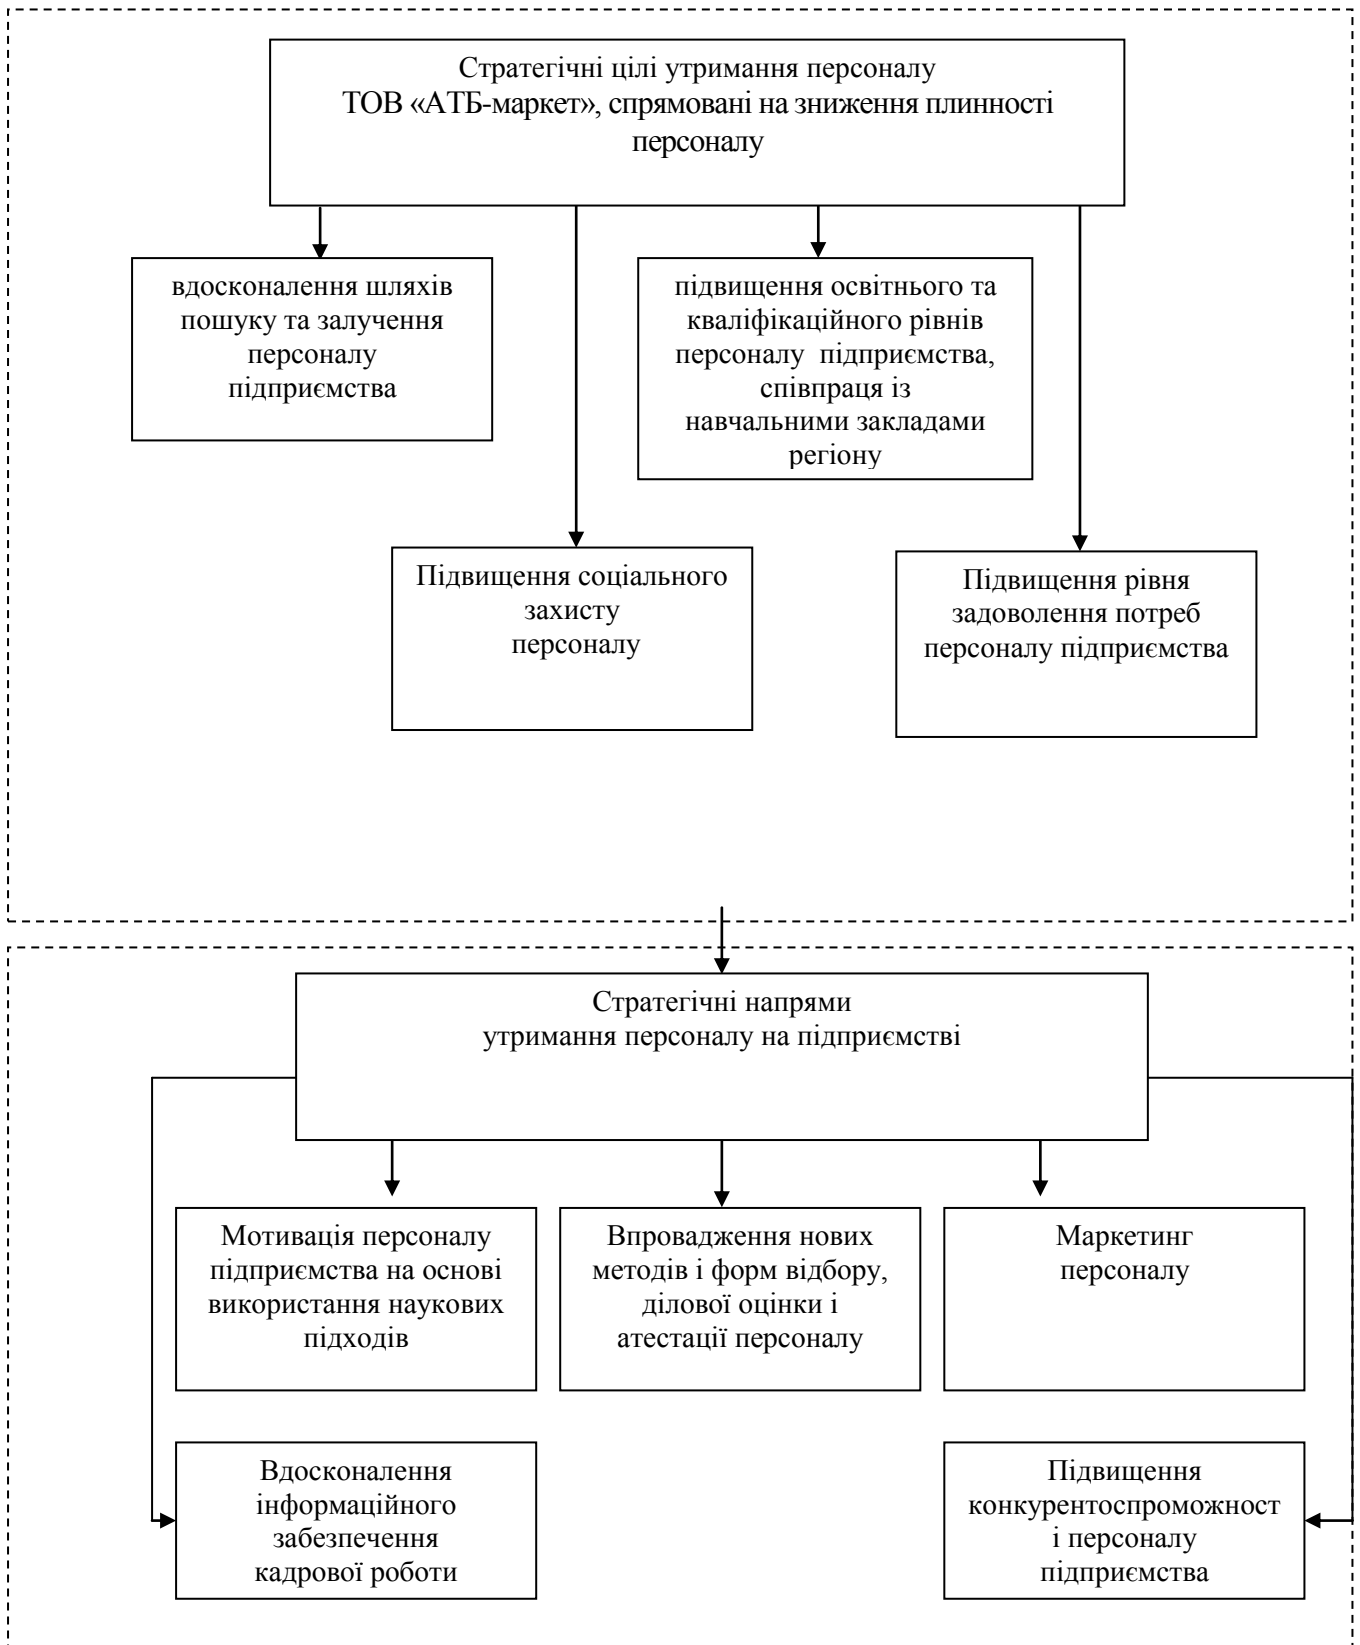 Стратегічні цілі утримання персоналу
ТОВ «АТБ-маркет», спрямовані на зниження плинності
персоналу
вдосконалення шляхів
пошуку та залучення
персоналу
підприємства
підвищення освітнього та
кваліфікаційного рівнів
персоналу підприємства,
співпраця із
навчальними закладами
регіону
Підвищення соціального
захисту
персоналу
Підвищення рівня
задоволення потреб
персоналу підприємства
Стратегічні напрями
утримання персоналу на підприємстві
Мотивація персоналу
підприємства на основі
використання наукових
підходів
Впровадження нових
методів і форм відбору,
ділової оцінки і
атестації персоналу
Маркетинг
персоналу
Вдосконалення
інформаційного
забезпечення
кадрової роботи
Підвищення
конкурентоспроможност
і персоналу
підприємства